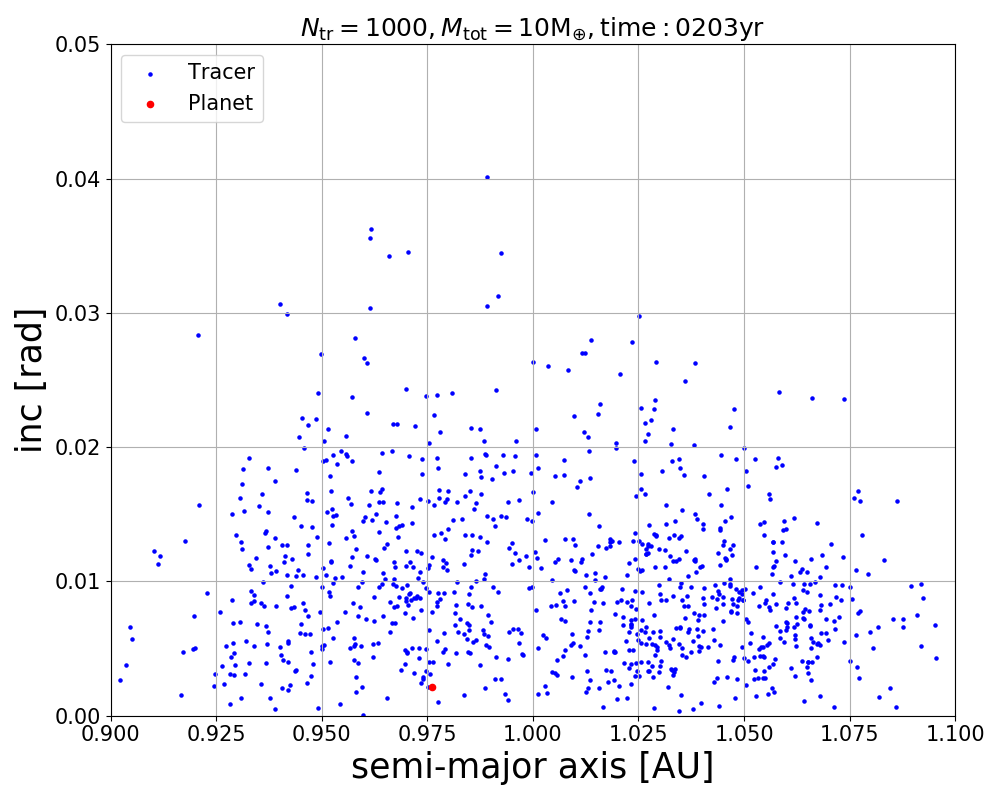 N_tr = 1000, M_tot = 10M_⊕, time : 0203yr
0.05
Tracer
Planet
0.04
0.03
inc [rad]
0.02
0.01
0.00
0.900 0.925 0.950 0.975 1.000 1.025 1.050 1.075 1.100
semi-major axis [AU]